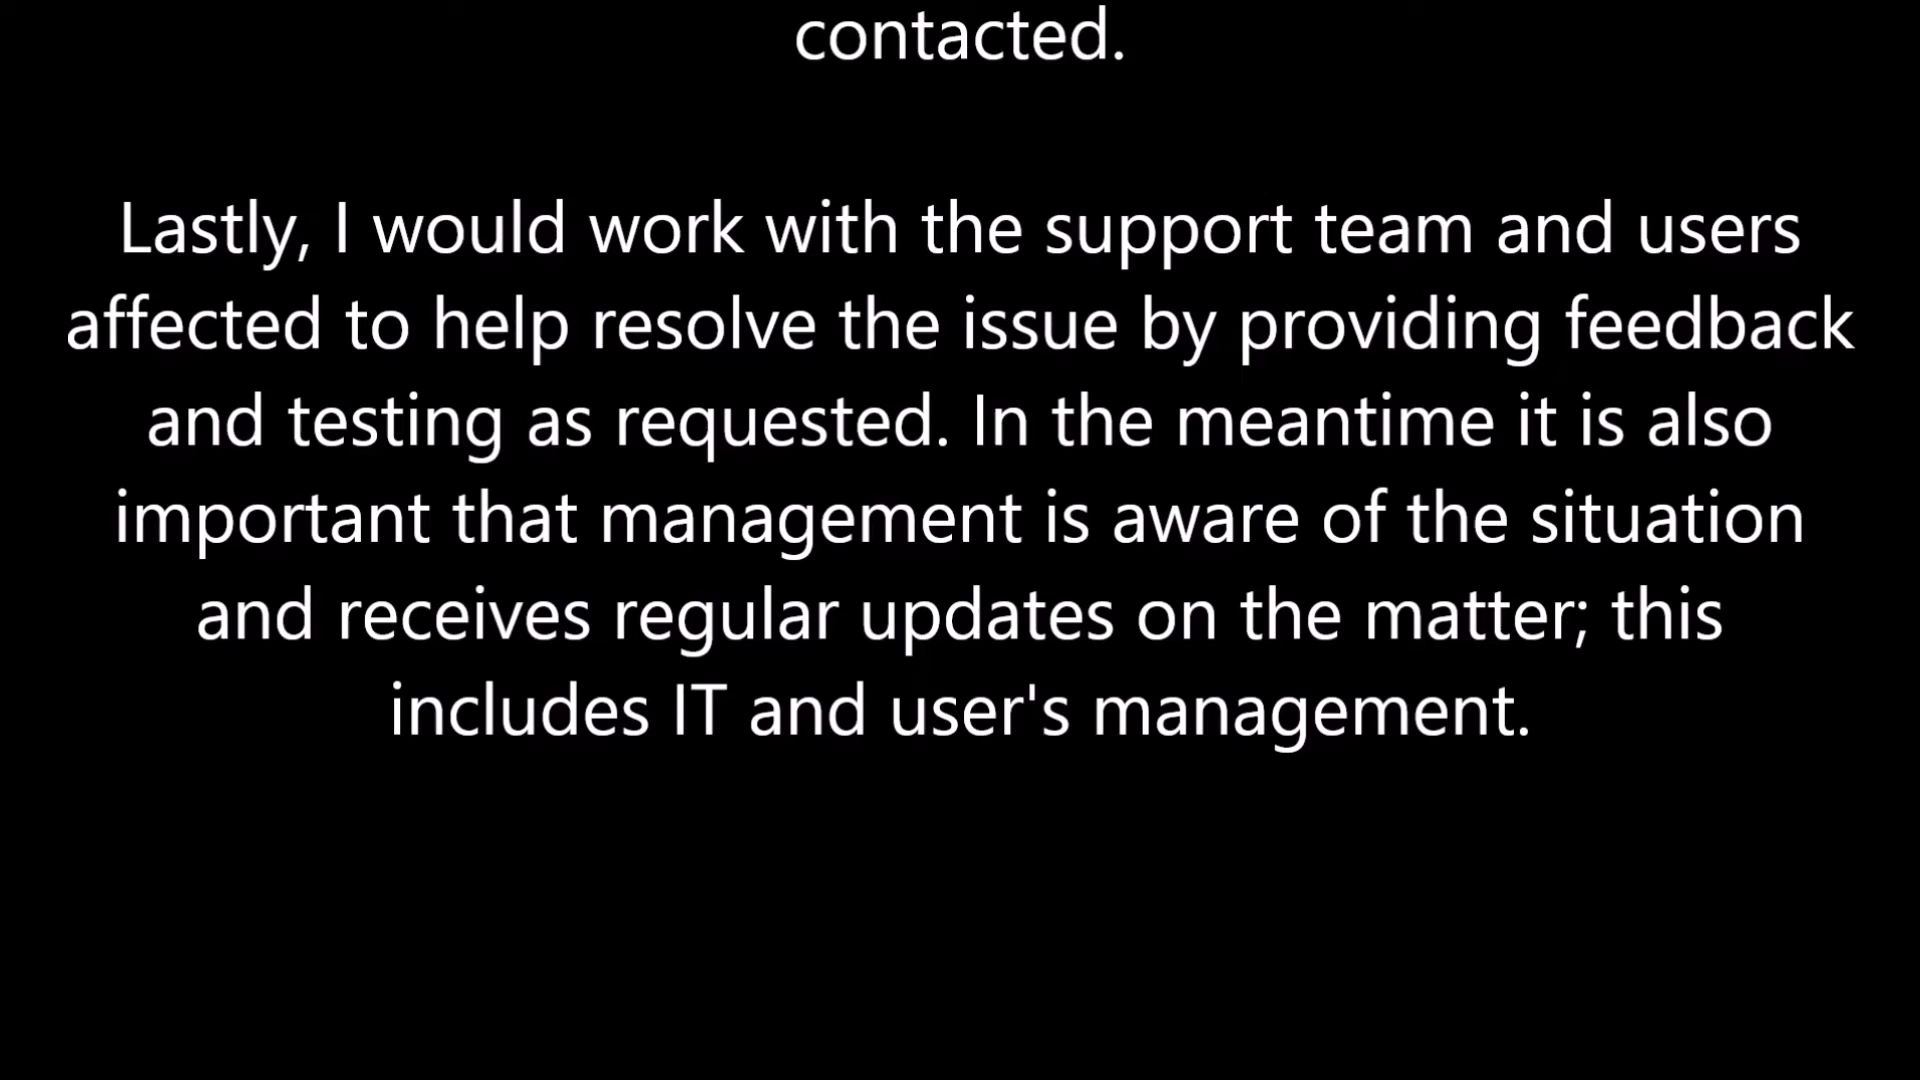 contacted.
Lastly, I would work with the support team and users
affected to help resolve the issue by providing feedback
and testing as requested. In the meantime it is also
important that management is aware of the situation
and receives regular updates on the matter; this
includes IT and user's management.